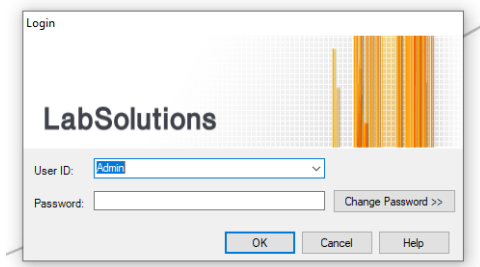 Login
LabSolutions
User ID: Admin
Password: Change Password >>
OK Cancel Help